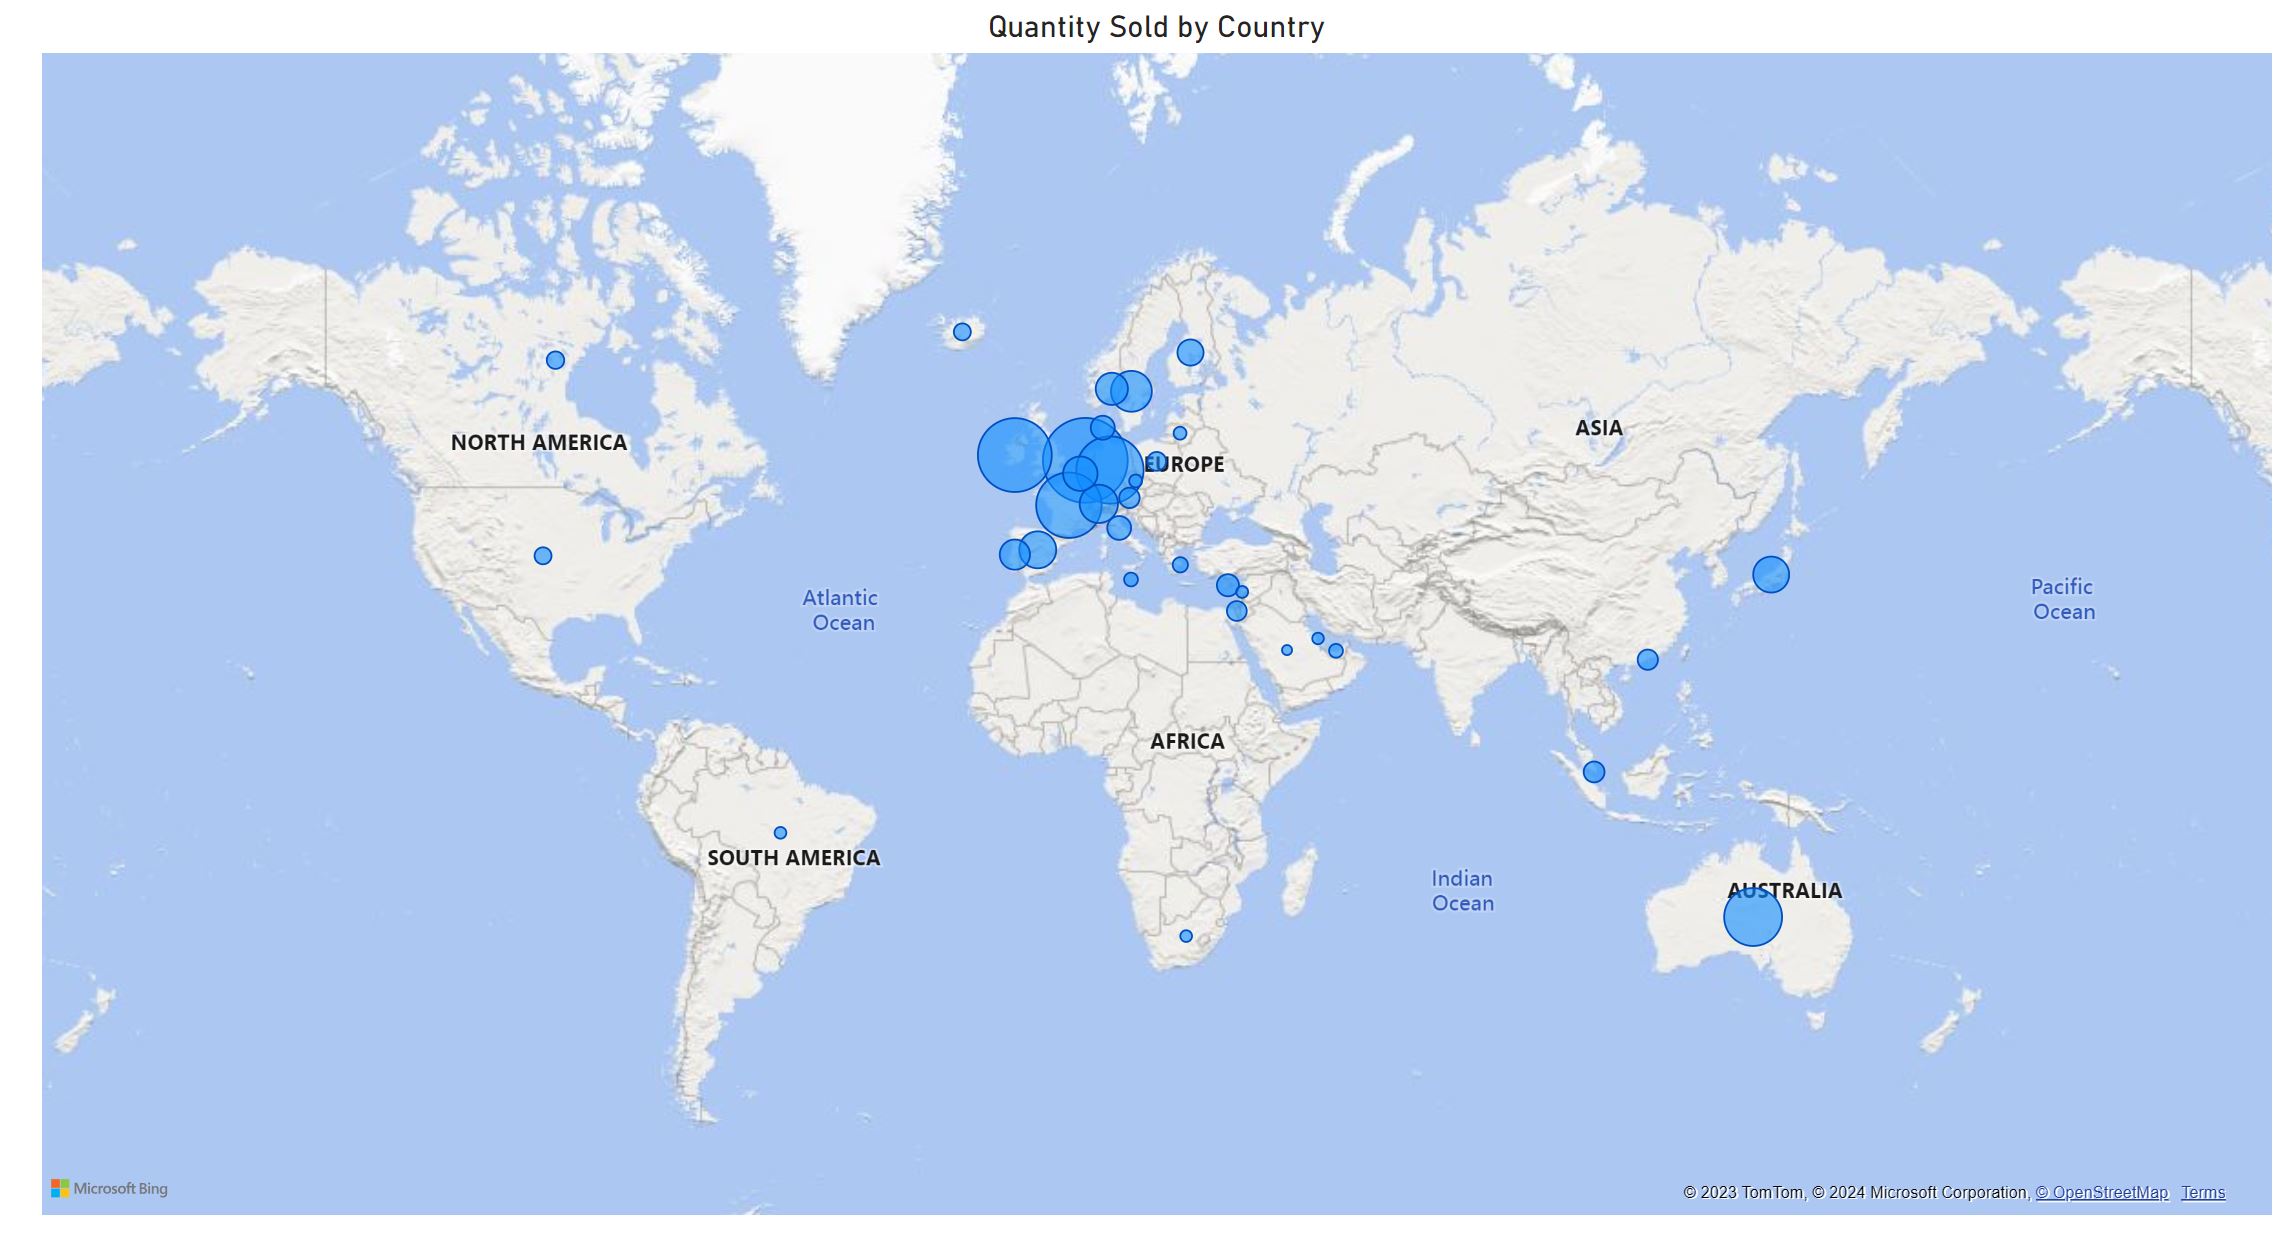 Quantity Sold by Country
NORTH AMERICA
ASIA
EUROPE
Atlantic
Ocean
Pacific
Ocean
AFRICA
SOUTH AMERICA
Indian
Ocean
AUSTRALIA
Microsoft Bing
© 2023 TomTom, © 2024 Microsoft Corporation, © OpenStreetMap Terms